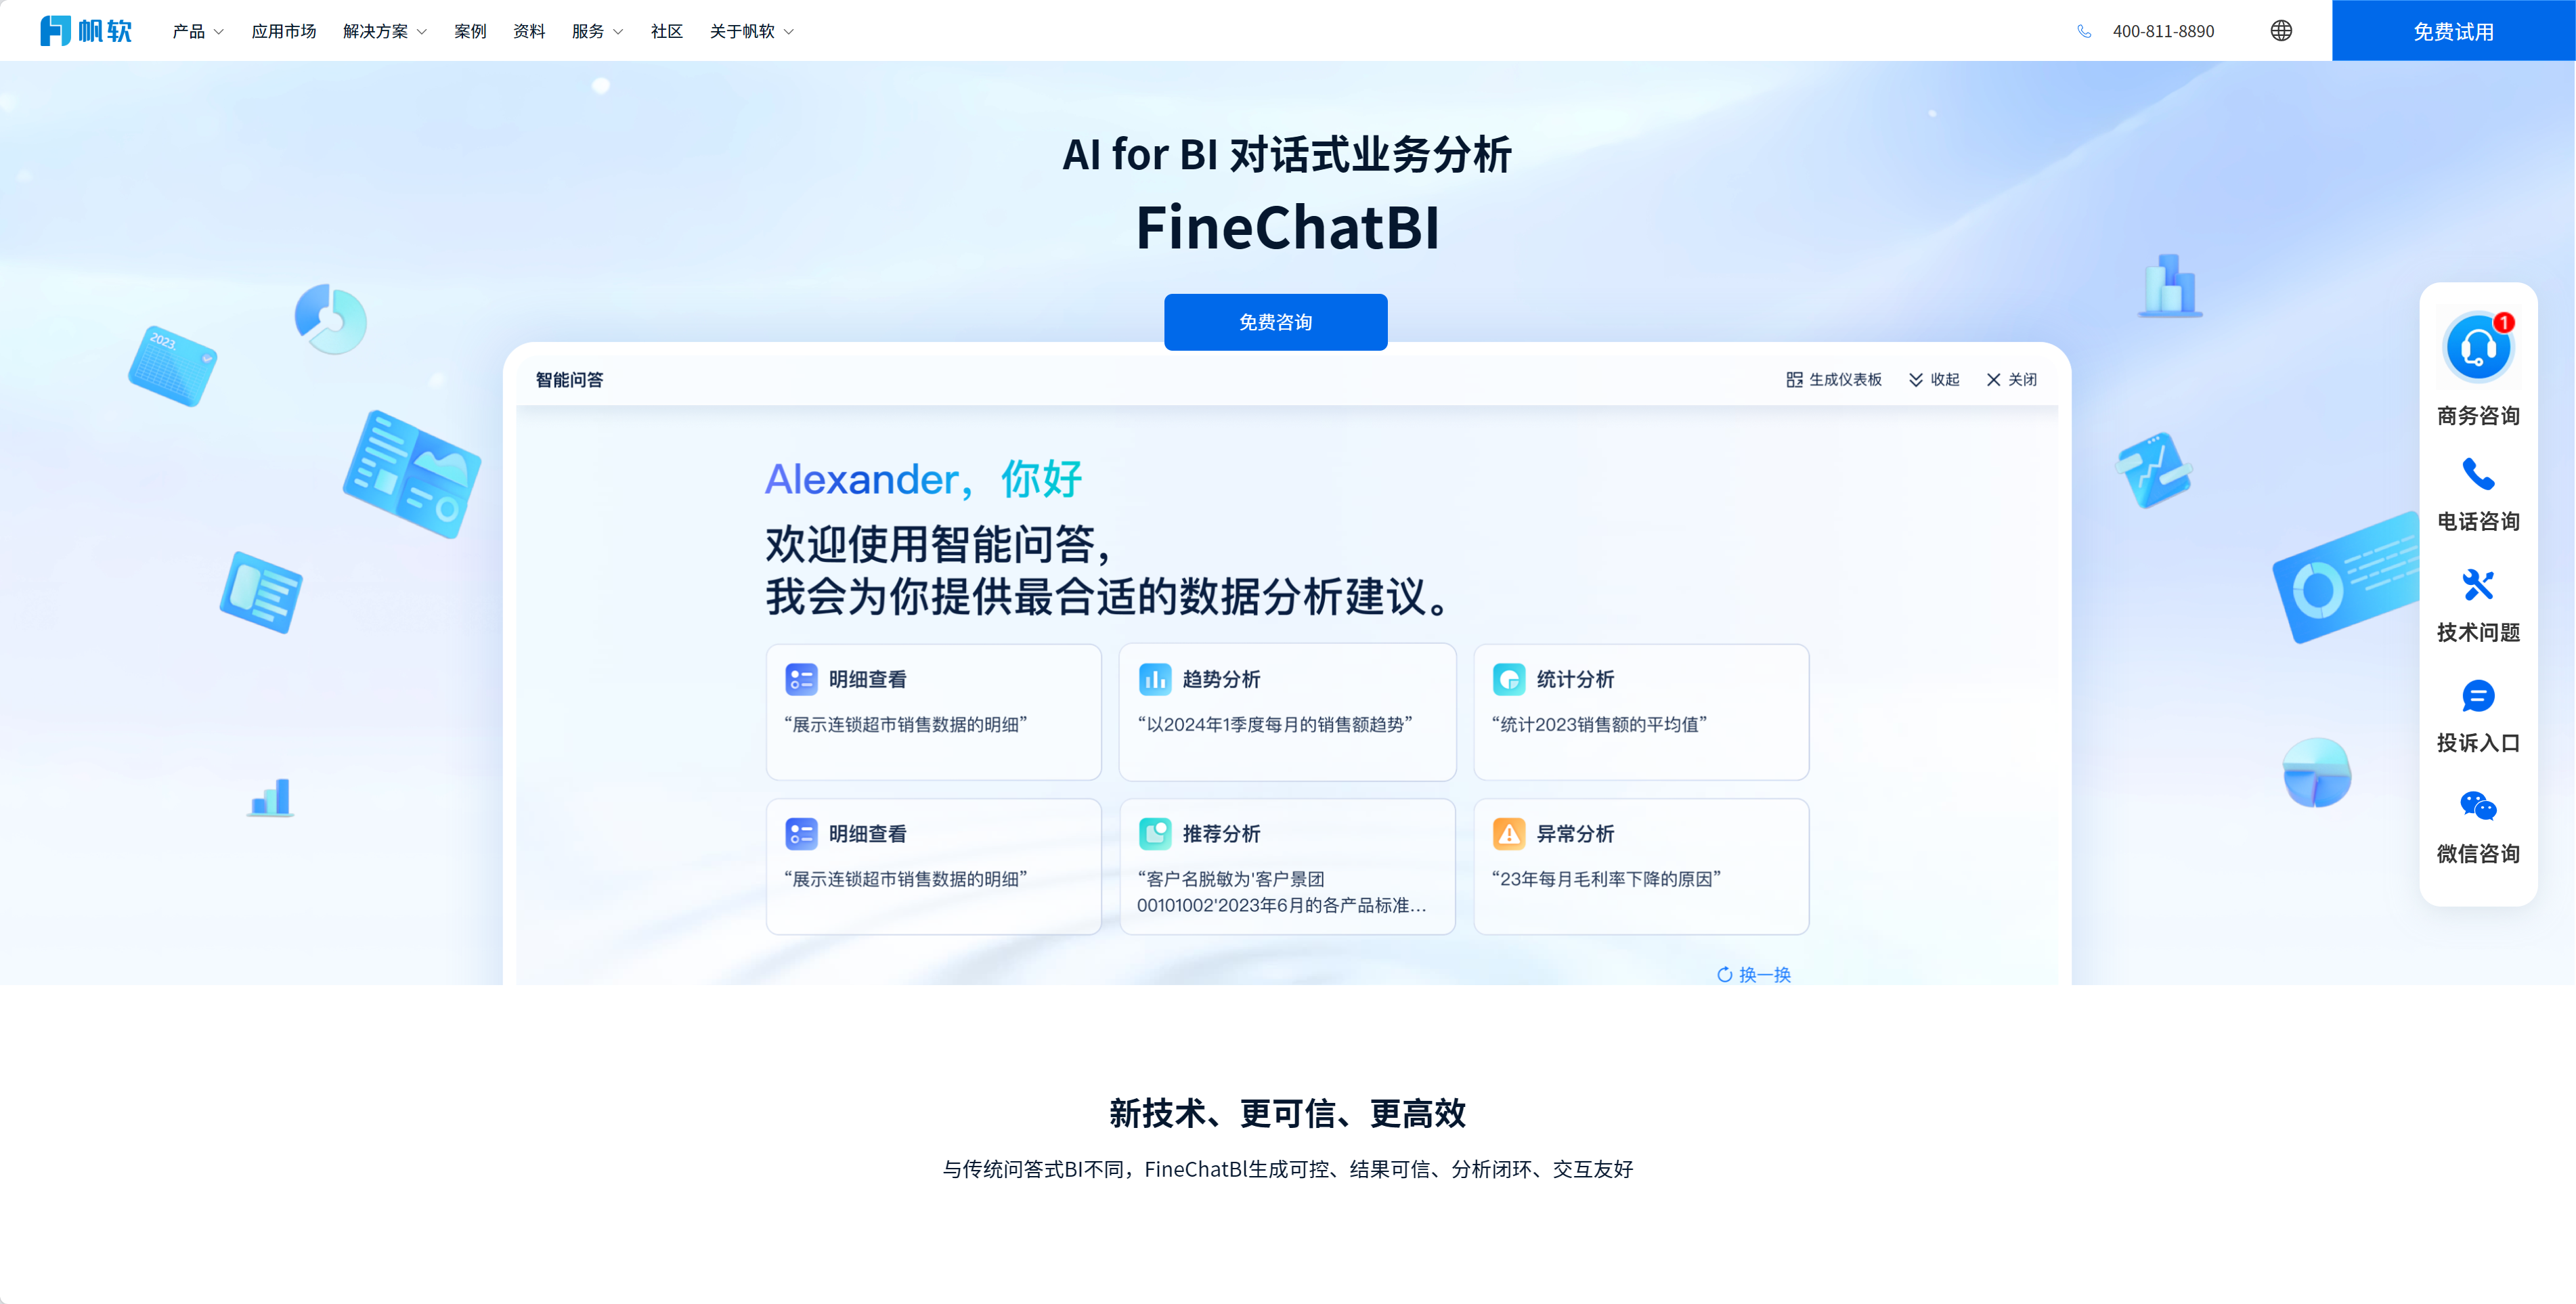 帆软 产品 应用市场 解决方案 案例 资料 服务 社区 关于帆软 400-811-8890 免费试用
AI for BI 对话式业务分析
FineChatBI
免费咨询
智能问答 生成仪表板 收起 关闭
Alexander，你好
欢迎使用智能问答，
我会为你提供最合适的数据分析建议。
明细查看
“展示连锁超市销售数据的明细”
趋势分析
“以2024年1季度每月的销售额趋势”
统计分析
“统计2023销售额的平均值”
明细查看
“展示连锁超市销售数据的明细”
推荐分析
“客户名脱敏为'客户景团
00101002'2023年6月的各产品标准...
异常分析
“23年每月毛利率下降的原因”
换一换
2023.
1
商务咨询
电话咨询
技术问题
投诉入口
微信咨询
新技术、更可信、更高效
与传统问答式BI不同，FineChatBl生成可控、结果可信、分析闭环、交互友好